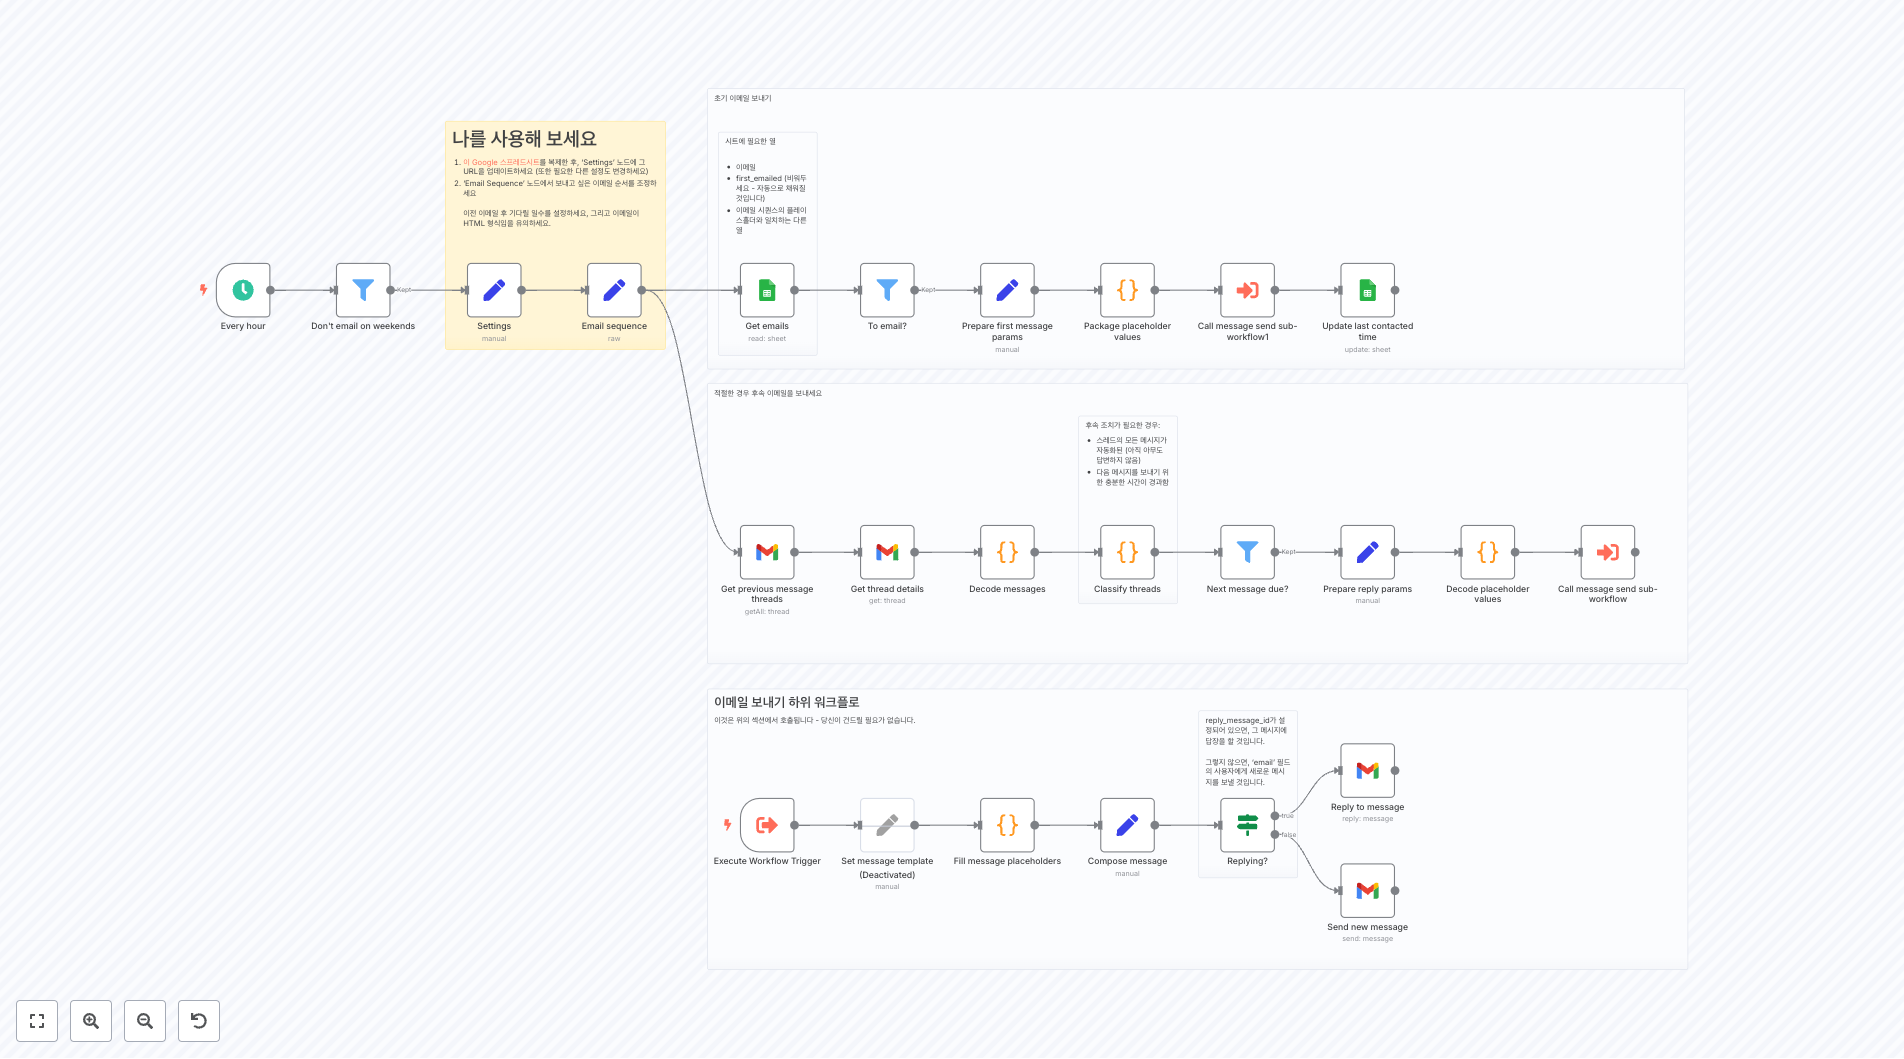 초기 이메일 보내기
나를 사용해 보세요
1. 이 Google 스프레드시트를 복제한 후, 'Settings' 노드에 그
URL을 업데이트하세요 (또한 필요한 다른 설정도 변경하세요)
2. 'Email Sequence' 노드에서 보내고 싶은 이메일 순서를 조정하
세요
이전 이메일 후 기다릴 일수를 설정하세요, 그리고 이메일이
HTML 형식임을 유의하세요.
시트에 필요한 열
이메일
first_emailed (비워두
세요 - 자동으로 채워질
것입니다)
이메일 시퀀스의 플레이
스홀더와 일치하는 다른
열
Every hour
Don't email on weekends
Kept
Settings
manual
Email sequence
raw
Get emails
read: sheet
To email?
Kept
Prepare first message
params
manual
Package placeholder
values
Call message send sub-
workflow1
Update last contacted
time
update: sheet
적절한 경우 후속 이메일을 보내세요
후속 조치가 필요한 경우:
스레드의 모든 메시지가
자동화된 (아직 아무도
답변하지 않음)
다음 메시지를 보내기 위
한 충분한 시간이 경과함
Get previous message
threads
getAll: thread
Get thread details
get: thread
Decode messages
Classify threads
Next message due?
Kept
Prepare reply params
manual
Decode placeholder
values
Call message send sub-
workflow
이메일 보내기 하위 워크플로
이것은 위의 섹션에서 호출됩니다 - 당신이 건드릴 필요가 없습니다.
reply_message_id가 설
정되어 있으면, 그 메시지에
답장을 할 것입니다.
그렇지 않으면, 'email' 필드
의 사용자에게 새로운 메시
지를 보낼 것입니다.
Execute Workflow Trigger
Set message template
(Deactivated)
manual
Fill message placeholders
Compose message
manual
Replying?
true
false
Reply to message
reply: message
Send new message
send: message